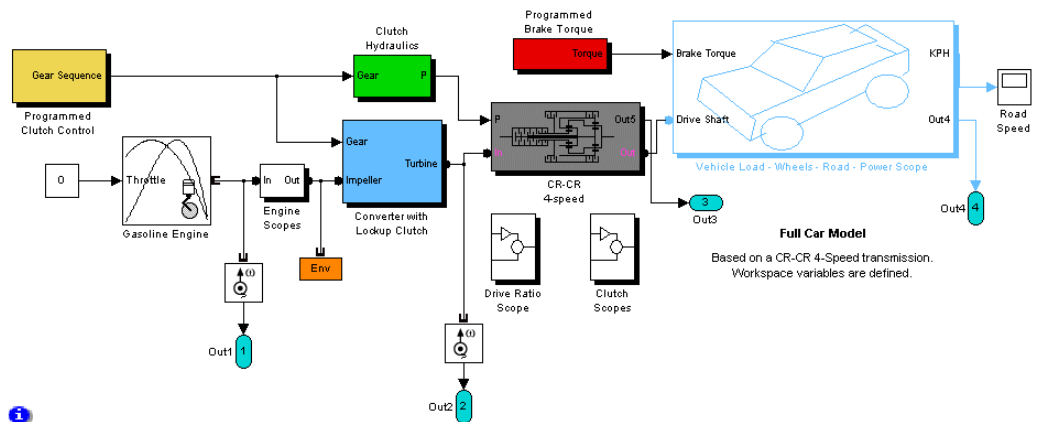 Programmed
Brake Torque
Clutch
Hydraulics
Gear Sequence
Gear
P
Torque
Brake Torque
KPH
Programmed
Clutch Control
Road
Speed
P
Out5
Drive Shaft
Out4
In
Out
Gear
Turbine
Impeller
0
Throttle
In
Out
Vehicle Load - Wheels - Road - Power Scope
CR-CR
4-speed
3
Out3
Out4
4
Gasoline Engine
Engine
Scopes
Converter with
Lookup Clutch
Full Car Model
Based on a CR-CR 4-Speed transmission.
Workspace variables are defined.
Env
ω
Drive Ratio
Scope
Clutch
Scopes
ω
Out1
1
Out2
2
i